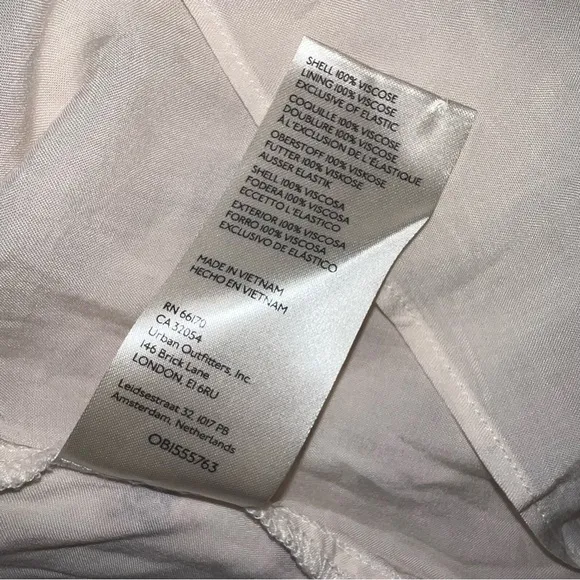 SHELL 100% VISCOSE
LINING 100% VISCOSE
EXCLUSIVE OF ELASTIC
COQUILLE 100% VISCOSE
DOUBLURE 100% VISCOSE
À L'EXCLUSION DE L'ÉLASTIQUE
OBERSTOFF 100% VISKOSE
FUTTER 100% VISKOSE
AUSSER ELASTIK
SHELL 100% VISCOSA
FODERA 100% VISCOSA
ECCETTO L'ELASTICO
EXTERIOR 100% VISCOSA
FORRO 100% VISCOSA
EXCLUSIVO DE ELÁSTICO
MADE IN VIETNAM
HECHO EN VIETNAM
RN 66170
CA 32054
Urban Outfitters, Inc.
146 Brick Lane
LONDON, E1 6RU
Leidsestraat 32, 1017 PB
Amsterdam, Netherlands
OB1555763